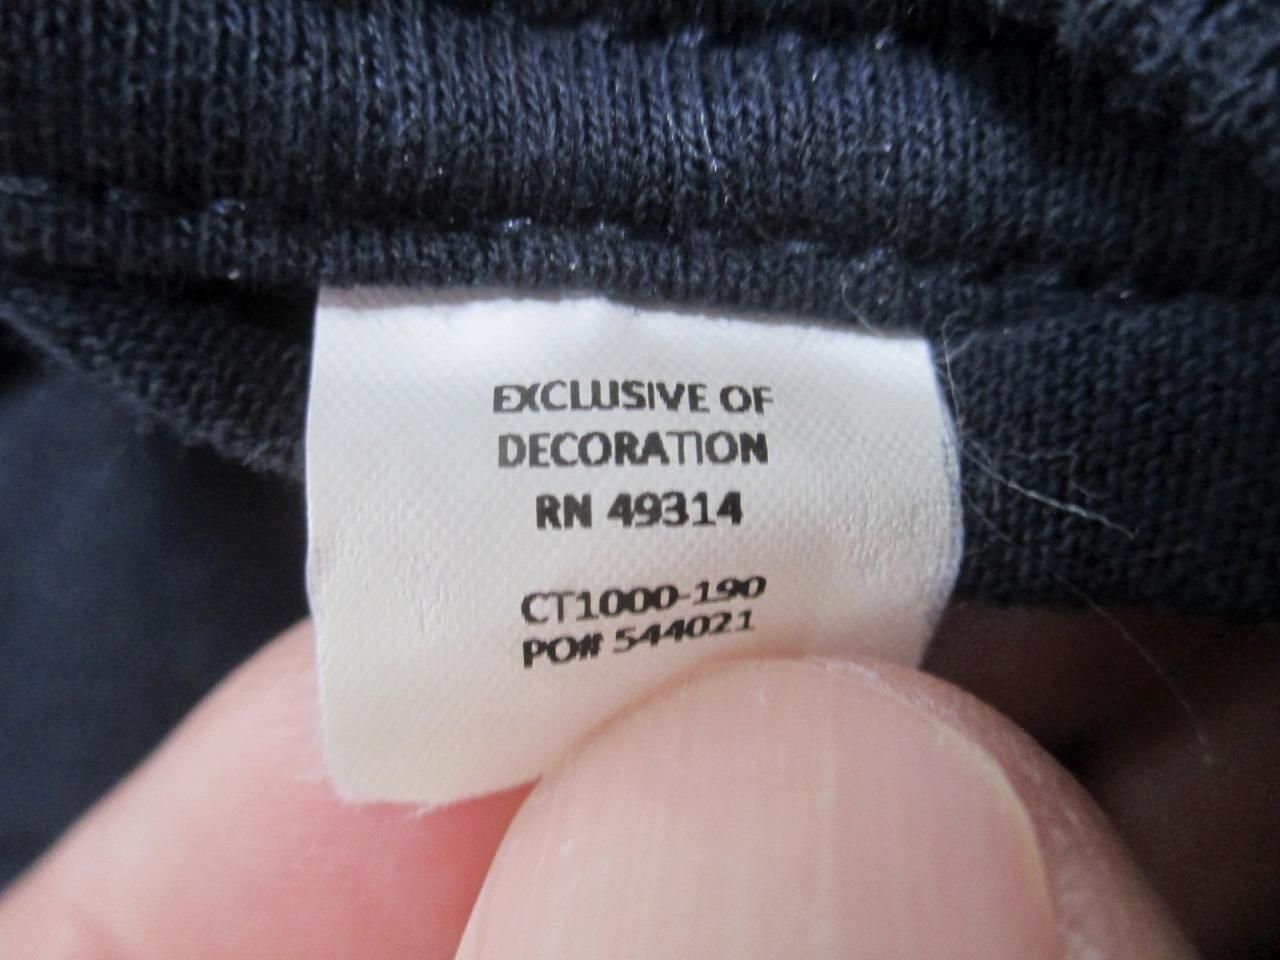 EXCLUSIVE OF
DECORATION
RN 49314
CT1000-190
PO# 544021